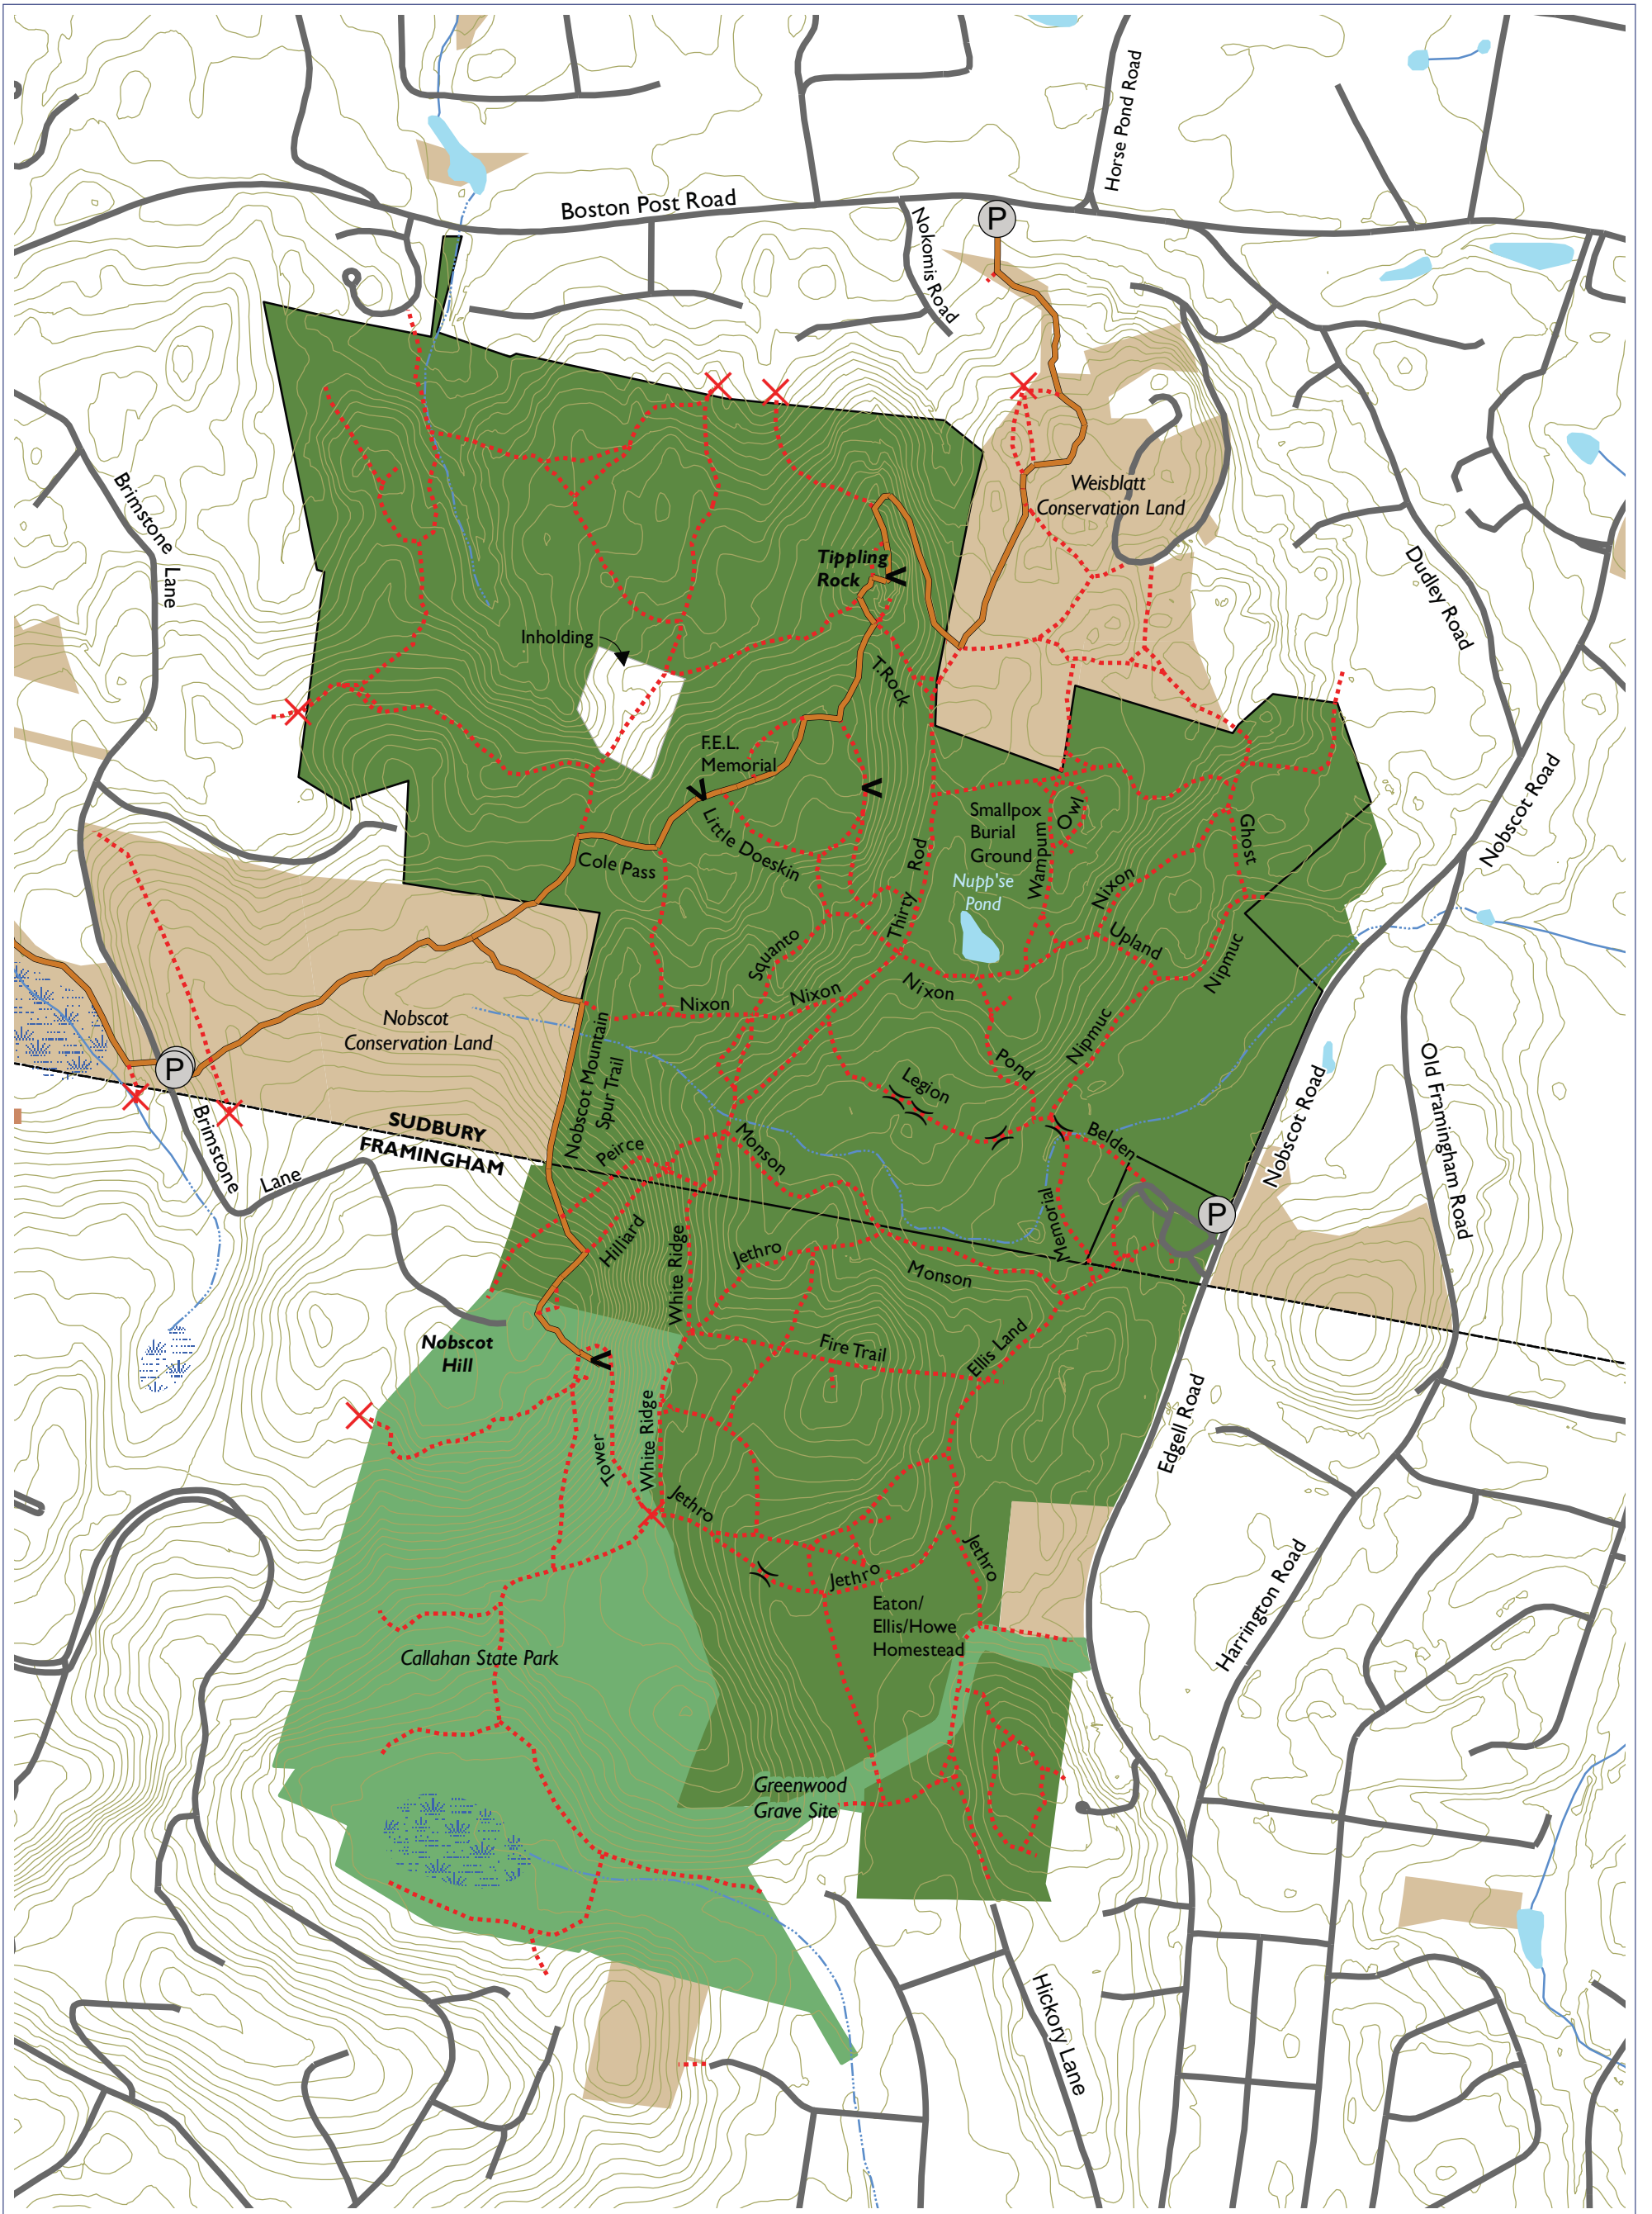 Horse Pond Road
Boston Post Road
P
Nokomis Road
Brimstone
Lane
Weisblatt
Conservation Land
Tippling
Rock
Dudley Road
Inholding
T.Rock
F.E.L.
Memorial
Nobscot Road
Little Doeskin
Cole Pass
Smallpox
Burial
Ground
Owl
Wampum
Ghost
Rod
Thirty
Nupp'se
Pond
Nixon
Upland
Nipmuc
Squanto
Nixon
Nixon
Nixon
Nobscot
Conservation Land
Nobscot Mountain
Spur Trail
Nipmuc
Pond
Legion
P
Old Framingham Road
Nobscot Road
SUDBURY
FRAMINGHAM
Brimstone
Lane
Peirce
Monson
Belden
Memorial
P
Hilliard
White Ridge
Jethro
Monson
Nobscot
Hill
Fire Trail
Ellis Land
Edgell Road
Tower
White Ridge
Jethro
Jethro
Jethro
Harrington Road
Eaton/
Ellis/Howe
Homestead
Callahan State Park
Greenwood
Grave Site
Hickory Lane